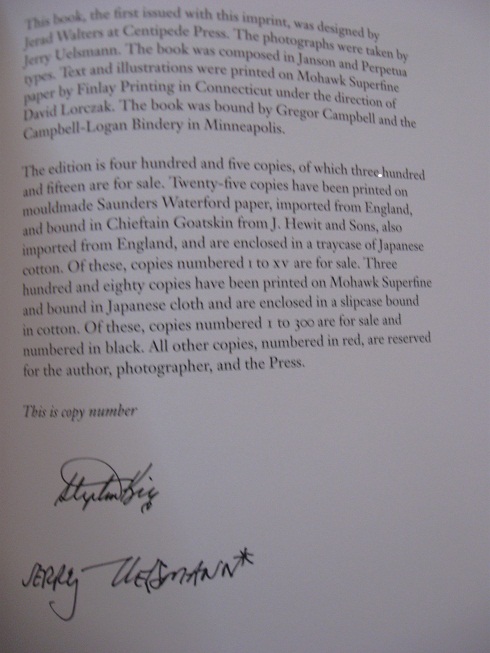 This book, the first issued with this imprint, was designed by
Jerad Walters at Centipede Press. The photographs were taken by
Jerry Uelsmann. The book was composed in Janson and Perpetua
types. Text and illustrations were printed on Mohawk Superfine
paper by Finlay Printing in Connecticut under the direction of
David Lorczak. The book was bound by Gregor Campbell and the
Campbell-Logan Bindery in Minneapolis.
The edition is four hundred and five copies, of which three hundred
and fifteen are for sale. Twenty-five copies have been printed on
mouldmade Saunders Waterford paper, imported from England,
and bound in Chieftain Goatskin from J. Hewit and Sons, also
imported from England, and are enclosed in a traycase of Japanese
cotton. Of these, copies numbered I to XV are for sale. Three
hundred and eighty copies have been printed on Mohawk Superfine
and bound in Japanese cloth and are enclosed in a slipcase bound
in cotton. Of these, copies numbered 1 to 300 are for sale and
numbered in black. All other copies, numbered in red, are reserved
for the author, photographer, and the Press.
This is copy number
Stephen King
JERRY UELSMANN*